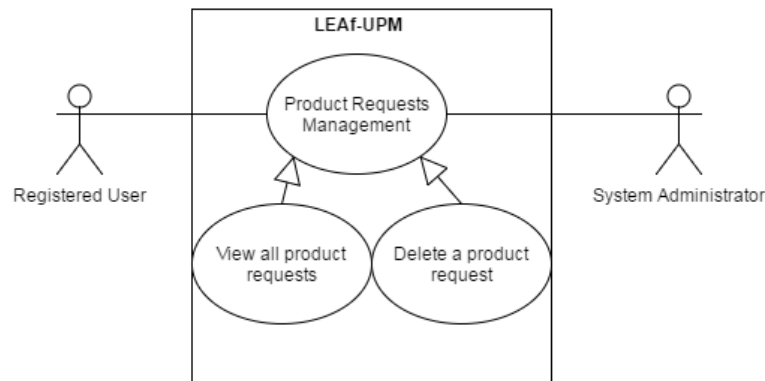 LEAf-UPM
Product Requests
Management
Registered User
System Administrator
View all product
requests
Delete a product
request